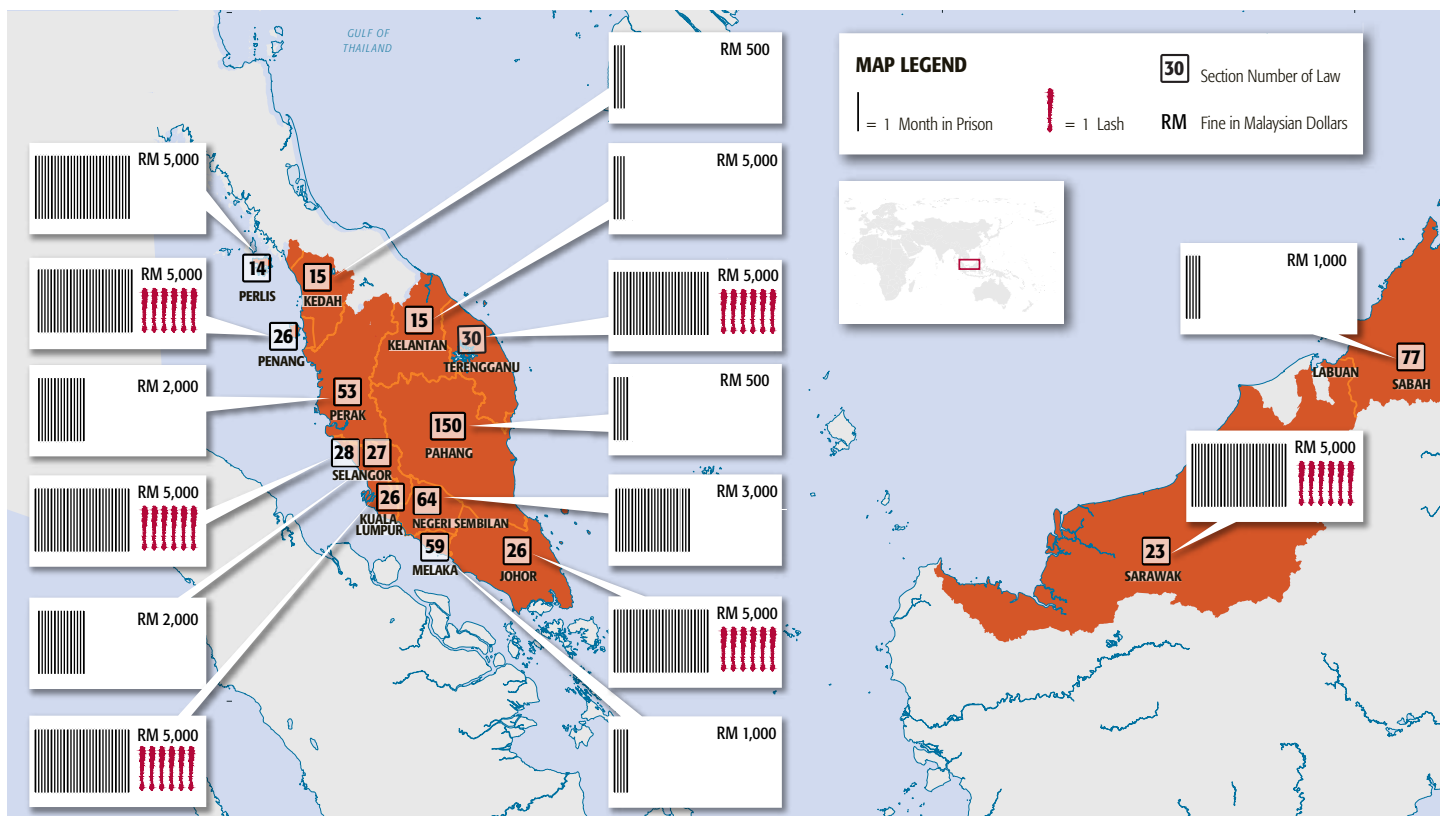 GULF OF
THAILAND
MAP LEGEND
= 1 Month in Prison
= 1 Lash
30 Section Number of Law
RM Fine in Malaysian Dollars
RM 5,000
RM 5,000
RM 2,000
RM 5,000
RM 2,000
RM 5,000
RM 500
RM 5,000
RM 5,000
RM 500
RM 3,000
RM 5,000
RM 1,000
RM 1,000
RM 5,000
14
PERLIS
15
KEDAH
26
PENANG
15
KELANTAN
30
TERENGGANU
53
PERAK
150
PAHANG
28
27
SELANGOR
26
KUALA
LUMPUR
64
NEGERI SEMBILAN
59
MELAKA
26
JOHOR
LABUAN
77
SABAH
23
SARAWAK